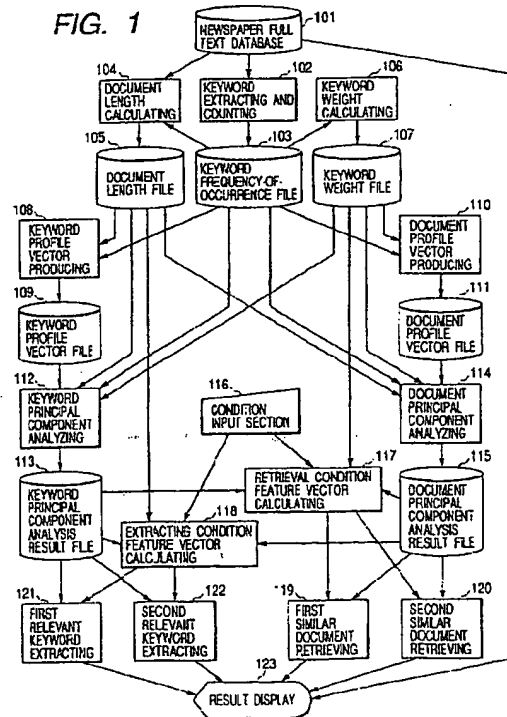 FIG. 1
101
NEWSPAPER FULL
TEXT DATABASE
104
DOCUMENT
LENGTH
CALCULATING
102
KEYWORD
EXTRACTING AND
COUNTING
106
KEYWORD
WEIGHT
CALCULATING
105
DOCUMENT
LENGTH FILE
103
KEYWORD
FREQUENCY-OF-
OCCURRENCE FILE
107
KEYWORD
WEIGHT FILE
108
KEYWORD
PROFILE
VECTOR
PRODUCING
110
DOCUMENT
PROFILE
VECTOR
PRODUCING
109
KEYWORD
PROFILE
VECTOR FILE
111
DOCUMENT
PROFILE
VECTOR FILE
112
KEYWORD
PRINCIPAL
COMPONENT
ANALYZING
116
CONDITION
INPUT SECTION
114
DOCUMENT
PRINCIPAL
COMPONENT
ANALYZING
113
KEYWORD
PRINCIPAL
COMPONENT
ANALYSIS
RESULT FILE
117
RETRIEVAL CONDITION
FEATURE VECTOR
CALCULATING
115
DOCUMENT
PRINCIPAL
COMPONENT
ANALYSIS
RESULT FILE
118
EXTRACTING CONDITION
FEATURE VECTOR
CALCULATING
121
FIRST
RELEVANT
KEYWORD
EXTRACTING
122
SECOND
RELEVANT
KEYWORD
EXTRACTING
119
FIRST
SIMILAR
DOCUMENT
RETRIEVING
120
SECOND
SIMILAR
DOCUMENT
RETRIEVING
123
RESULT DISPLAY